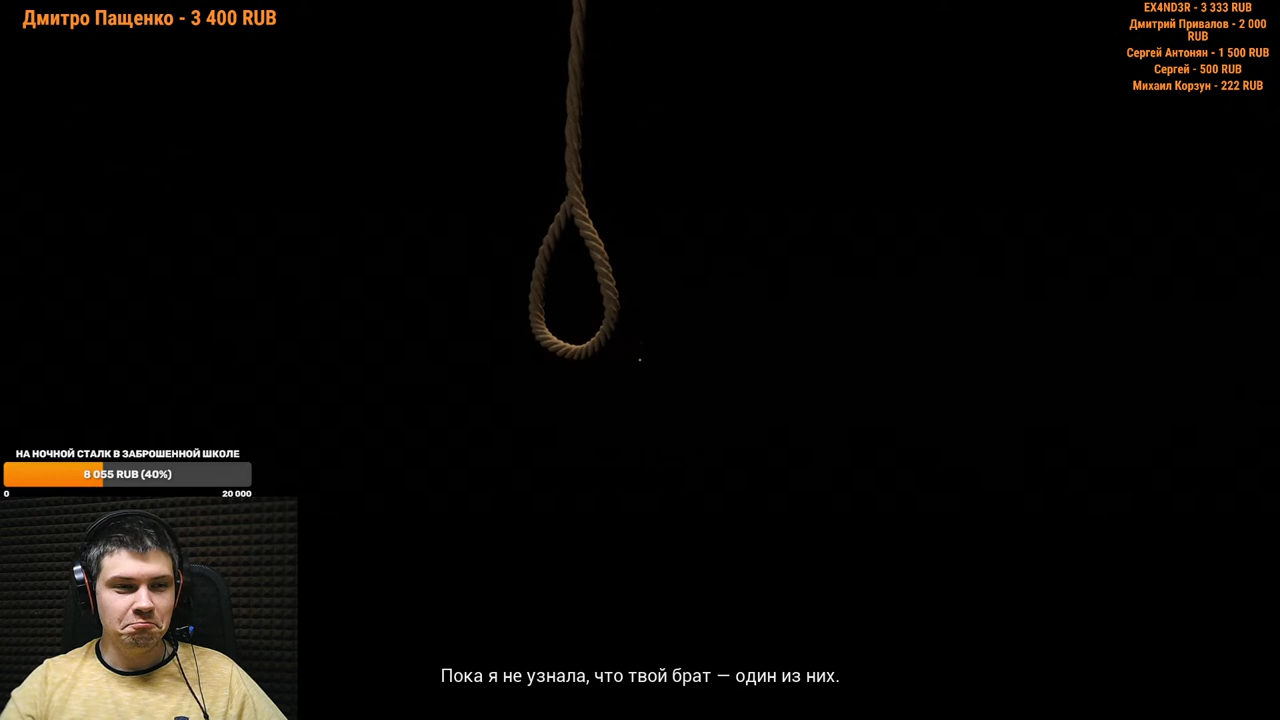 Дмитро Пащенко - 3 400 RUB
EX4ND3R - 3 333 RUB
Дмитрий Привалов - 2 000
RUB
Сергей Антонян - 1 500 RUB
Сергей - 500 RUB
Михаил Корзун - 222 RUB
НА НОЧНОЙ СТАЛК В ЗАБРОШЕННОЙ ШКОЛЕ
8 055 RUB (40%)
0 20 000
Пока я не узнала, что твой брат — один из них.